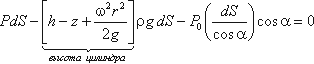 PdS − [h − z + ω²r²/2g] ρg dS − P₀ (dS/cos α) cos α = 0
высота цилиндра